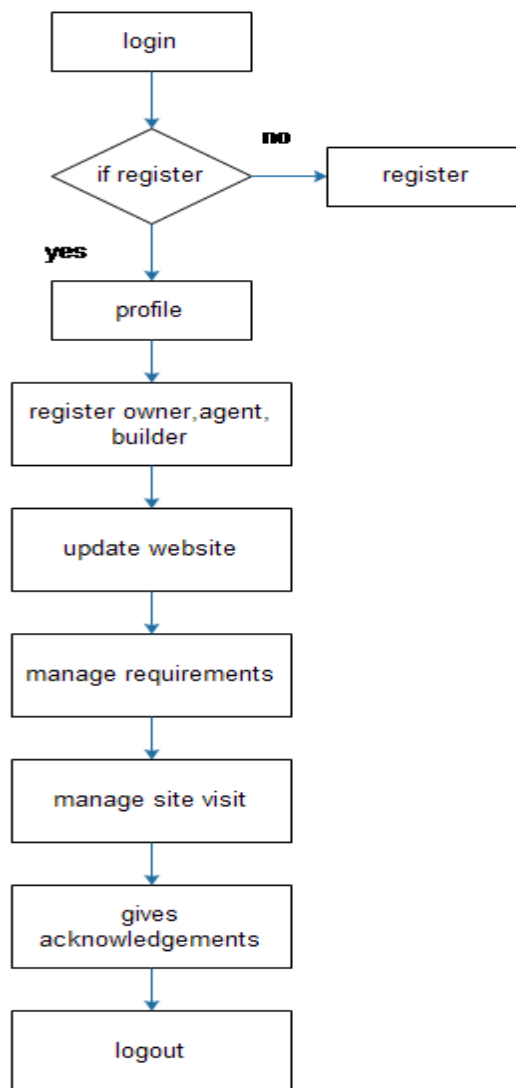 login
no
if register
register
yes
profile
register owner,agent,
builder
update website
manage requirements
manage site visit
gives
acknowledgements
logout